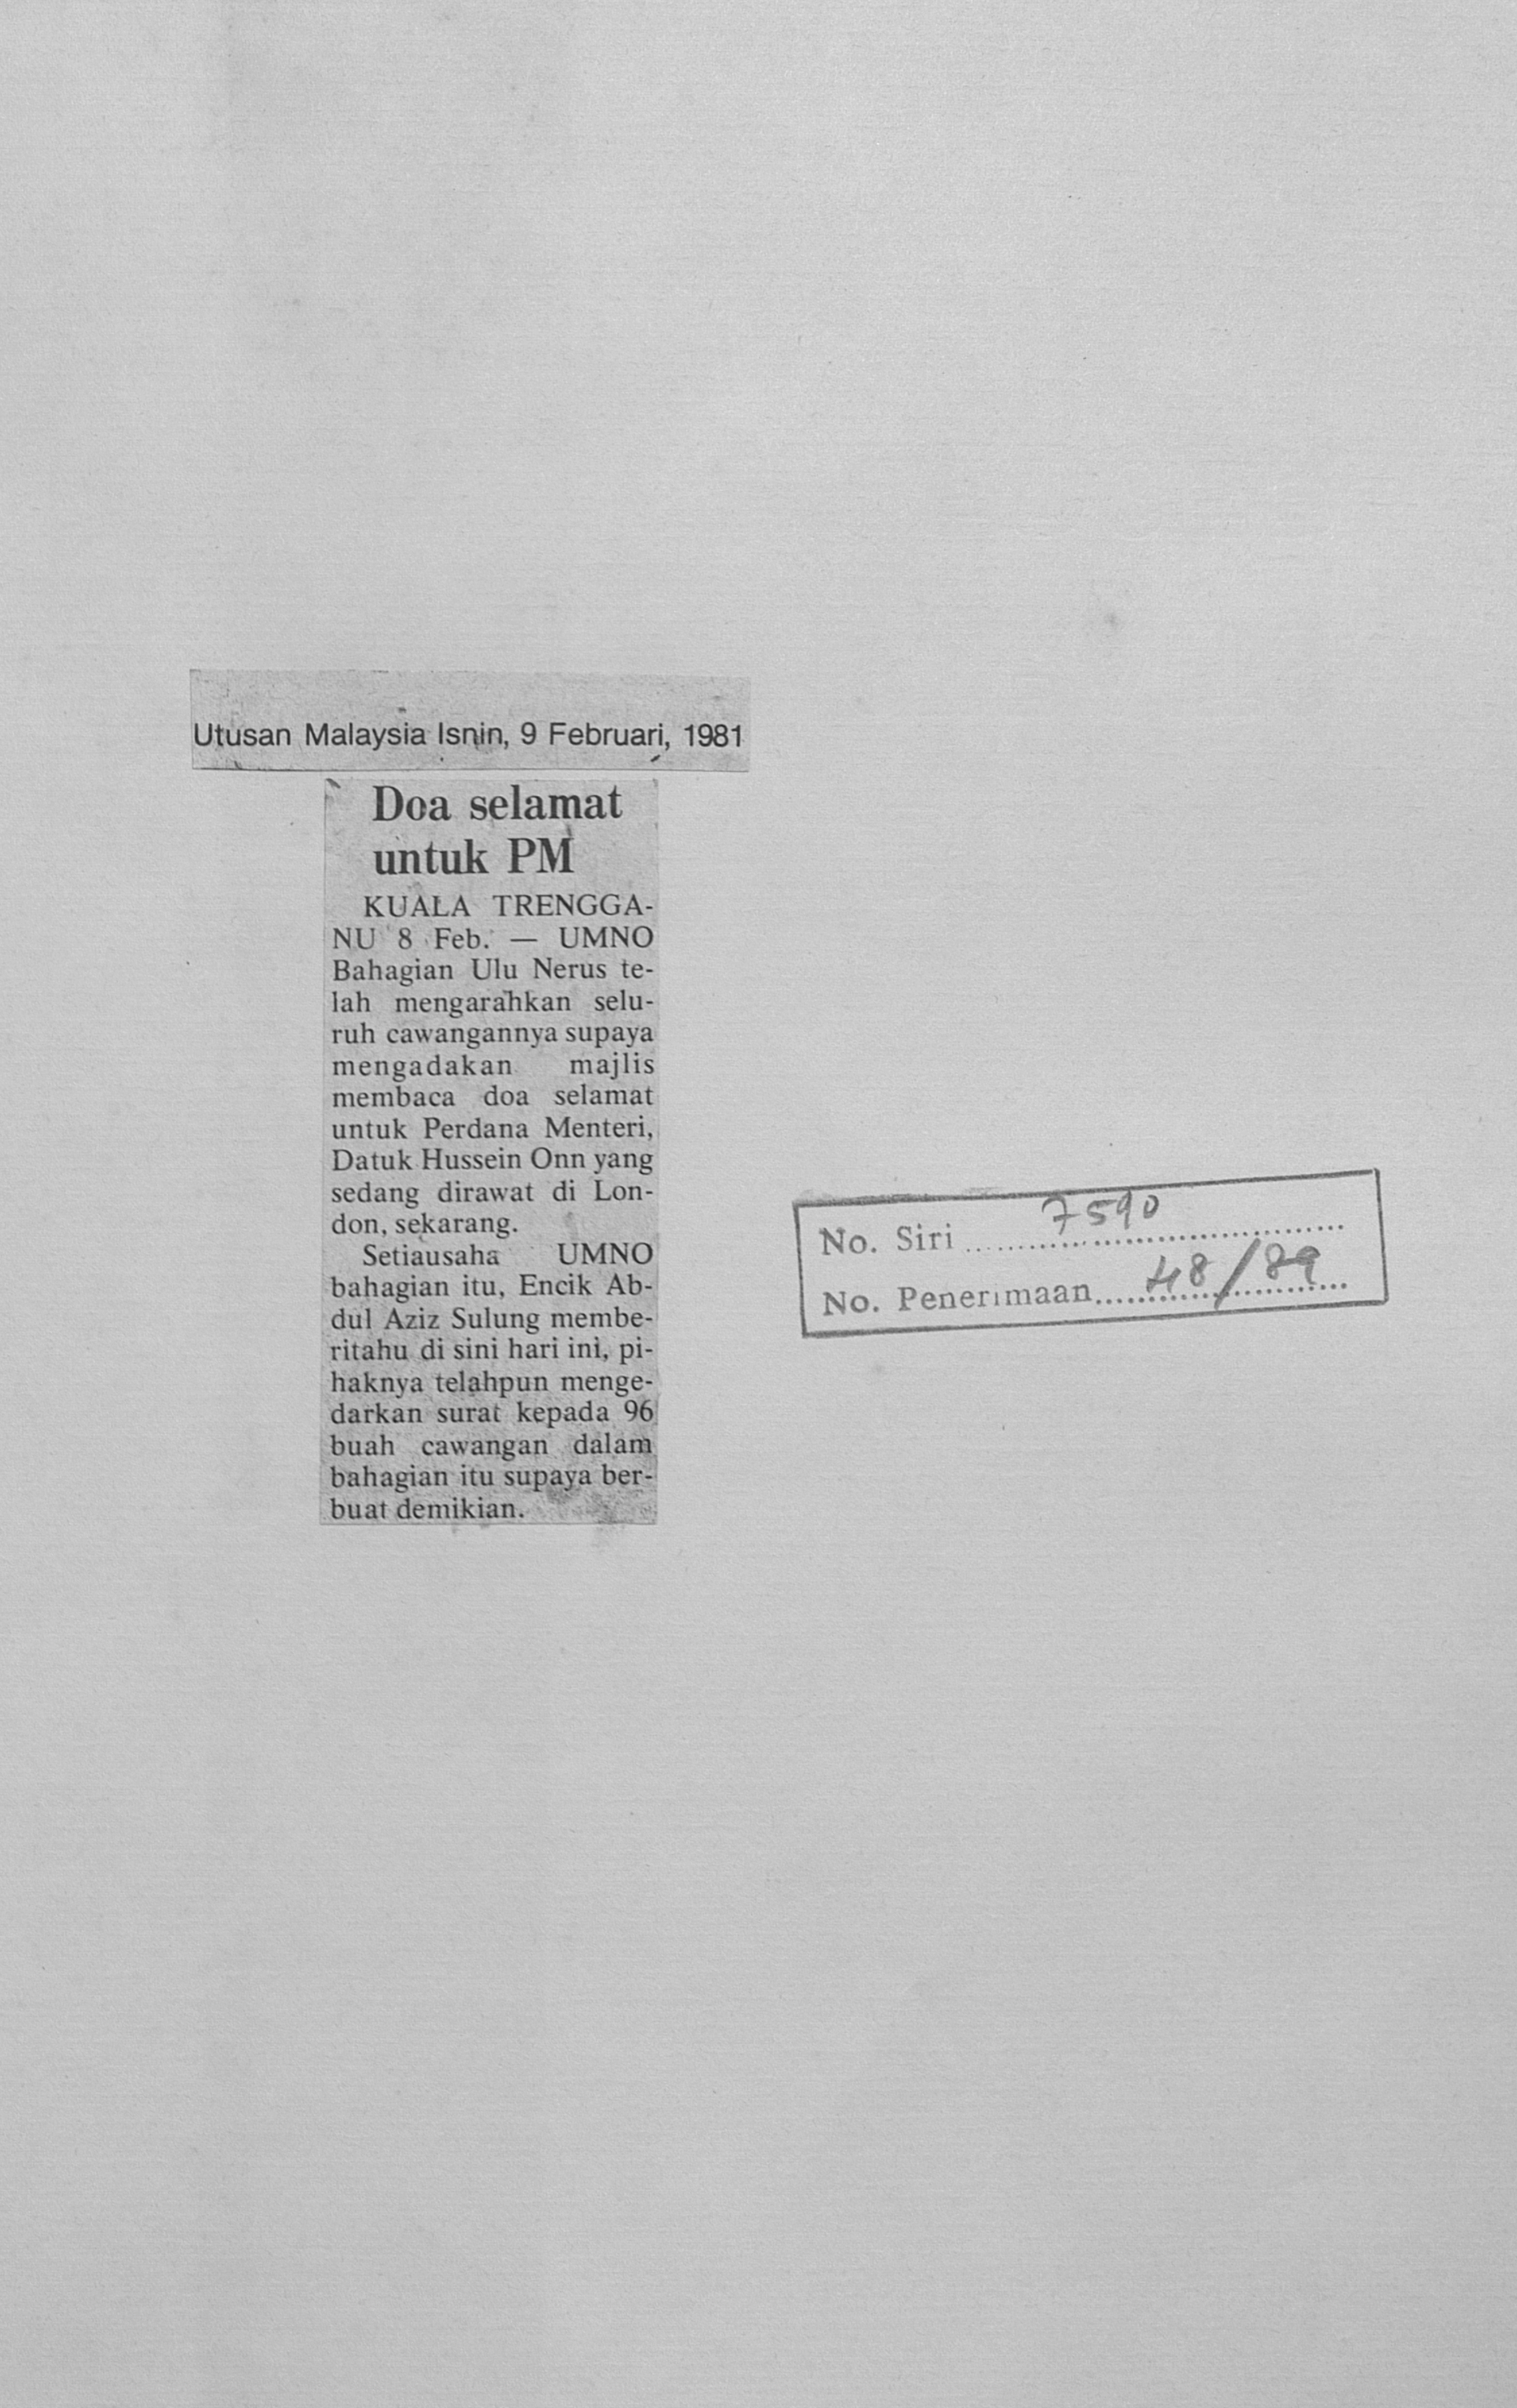 Utusan Malaysia Isnin, 9 Februari, 1981
Doa selamat
untuk PM
KUALA TRENGGA-
NU 8 Feb. — UMNO
Bahagian Ulu Nerus te-
lah mengarahkan selu-
ruh cawangannya supaya
mengadakan majlis
membaca doa selamat
untuk Perdana Menteri,
Datuk Hussein Onn yang
sedang dirawat di Lon-
don, sekarang.
Setiausaha UMNO
bahagian itu, Encik Ab-
dul Aziz Sulung membe-
ritahu di sini hari ini, pi-
haknya telahpun menge-
darkan surat kepada 96
buah cawangan dalam
bahagian itu supaya ber-
buat demikian.
No. Siri 7590
No. Penerimaan 48/89